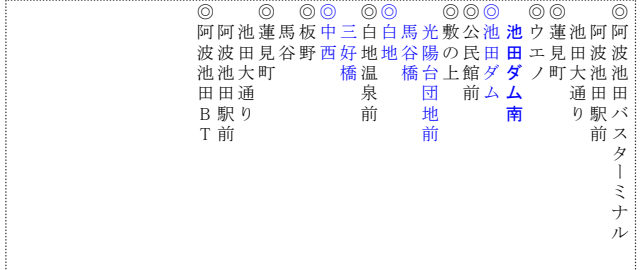 ◎阿波池田バスターミナル
阿波池田駅前
池田大通り
◎蓮見町
◎ウエノ
池田ダム南
◎池田ダム
◎公民館前
◎敷の上
光陽台団地前
馬谷橋
◎白地
◎白地温泉前
三好橋
◎中西
◎板野
馬谷
◎蓮見町
池田大通り
阿波池田駅前
◎阿波池田ＢＴ